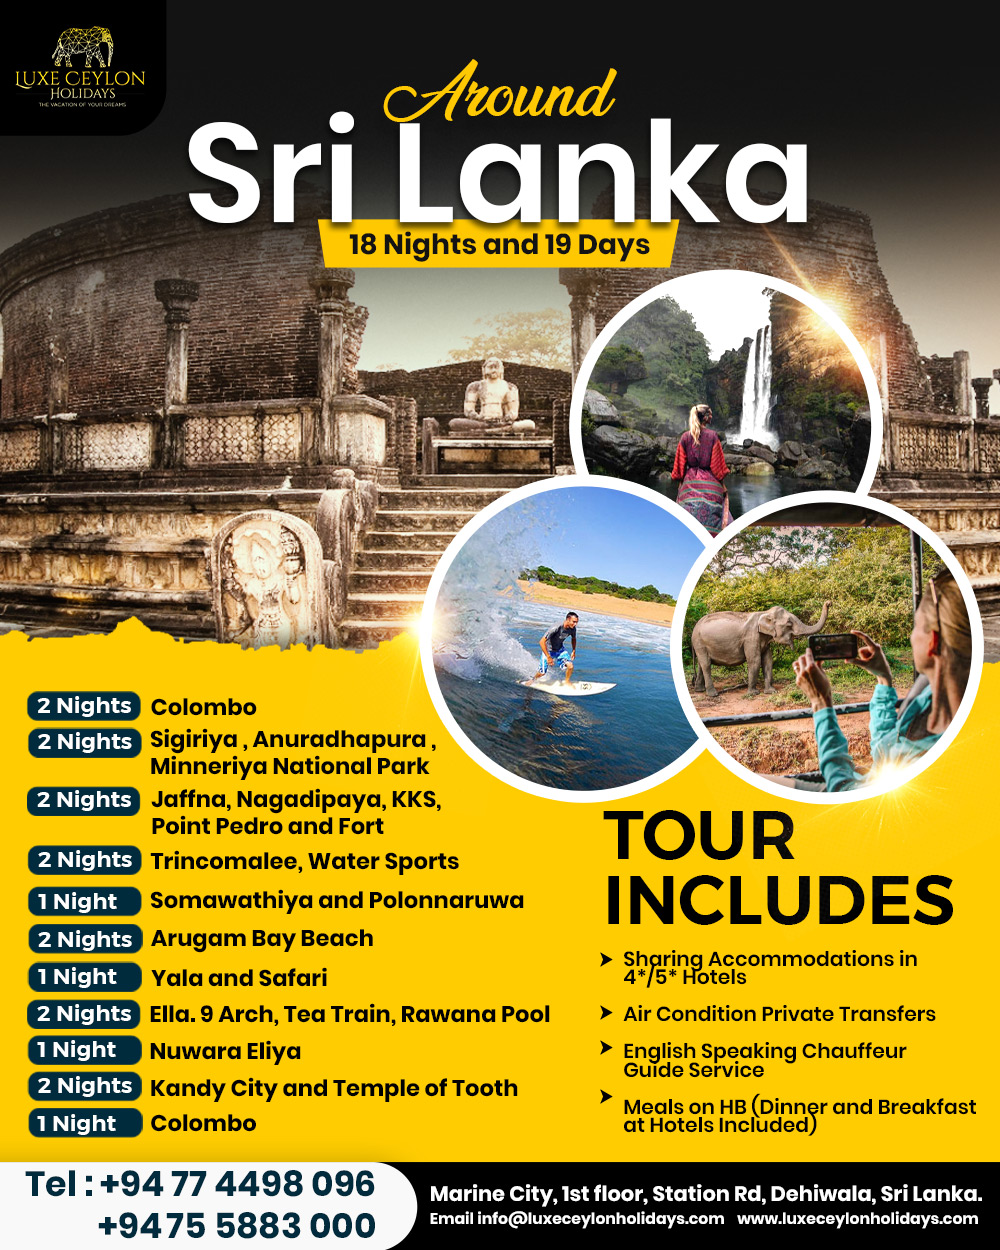 LUXE CEYLON
HOLIDAYS
THE VACATION OF YOUR DREAMS
Around
Sri Lanka
18 Nights and 19 Days
2 Nights Colombo
2 Nights Sigiriya , Anuradhapura ,
Minneriya National Park
2 Nights Jaffna, Nagadipaya, KKS,
Point Pedro and Fort
2 Nights Trincomalee, Water Sports
1 Night Somawathiya and Polonnaruwa
2 Nights Arugam Bay Beach
1 Night Yala and Safari
2 Nights Ella. 9 Arch, Tea Train, Rawana Pool
1 Night Nuwara Eliya
2 Nights Kandy City and Temple of Tooth
1 Night Colombo
TOUR
INCLUDES
Sharing Accommodations in
4*/5* Hotels
Air Condition Private Transfers
English Speaking Chauffeur
Guide Service
Meals on HB (Dinner and Breakfast
at Hotels Included)
Tel : +94 77 4498 096
+94 75 5883 000
Marine City, 1st floor, Station Rd, Dehiwala, Sri Lanka.
Email info@luxeceylonholidays.com www.luxeceylonholidays.com